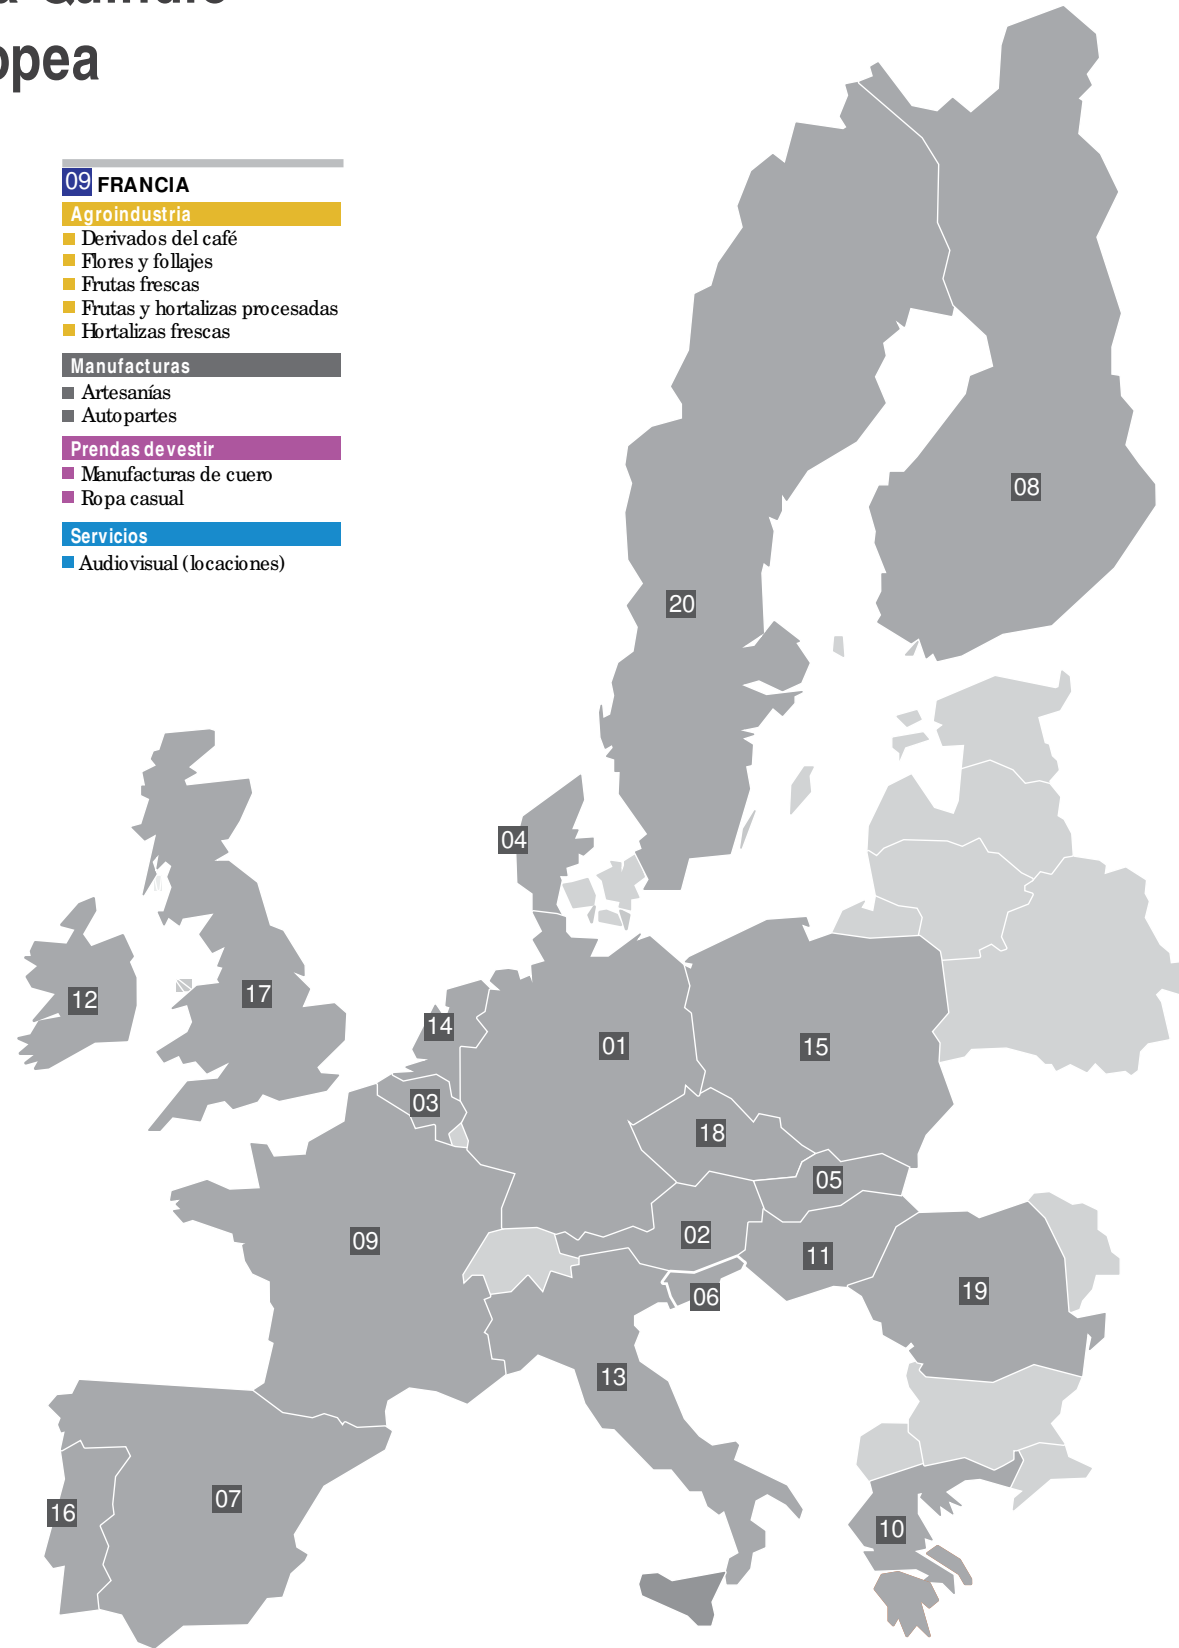 opea
09 FRANCIA
Agroindustria
Derivados del café
Flores y follajes
Frutas frescas
Frutas y hortalizas procesadas
Hortalizas frescas
Manufacturas
Artesanías
Autopartes
Prendas de vestir
Manufacturas de cuero
Ropa casual
Servicios
Audiovisual (locaciones)
08
20
04
12
17
14
01
15
03
18
05
09
02
11
06
19
13
07
16
10